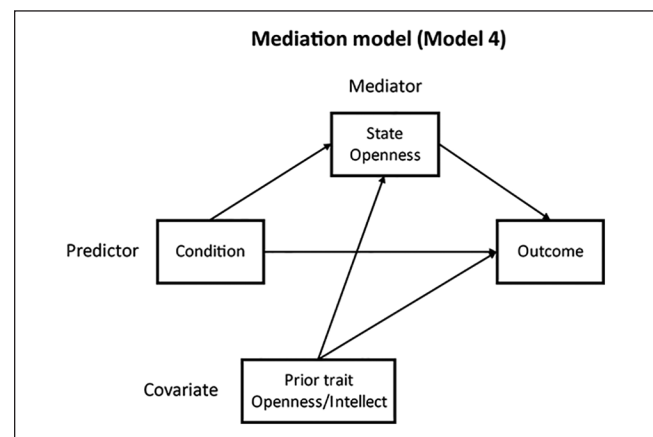 Mediation model (Model 4)
Mediator
State
Openness
Predictor
Condition
Outcome
Covariate
Prior trait
Openness/Intellect